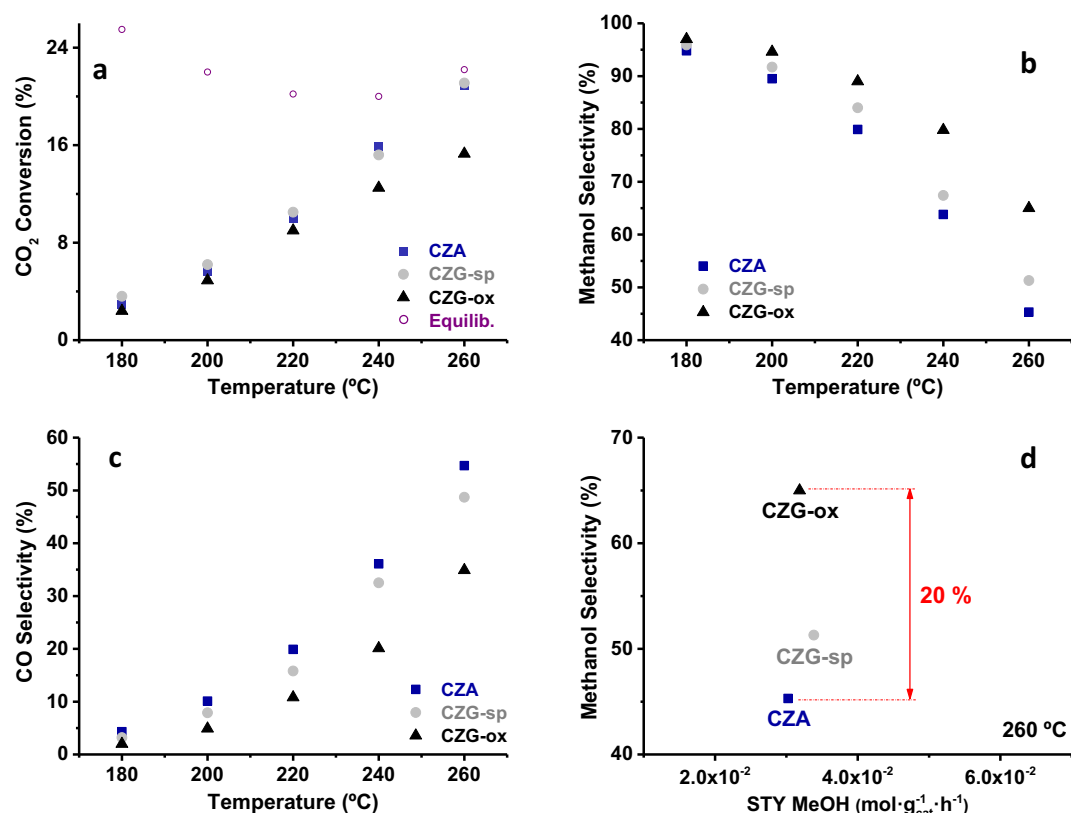 a
CO2 Conversion (%)
24
16
8
0
180 200 220 240 260
Temperature (ºC)
CZA
CZG-sp
CZG-ox
Equilib.
b
Methanol Selectivity (%)
100
90
80
70
60
50
40
180 200 220 240 260
Temperature (ºC)
CZA
CZG-sp
CZG-ox
c
CO Selectivity (%)
60
50
40
30
20
10
0
180 200 220 240 260
Temperature (ºC)
CZA
CZG-sp
CZG-ox
d
Methanol Selectivity (%)
70
60
50
40
CZG-ox
20 %
CZG-sp
CZA
260 ºC
2.0x10⁻² 4.0x10⁻² 6.0x10⁻²
STY MeOH (mol·g⁻¹cat·h⁻¹)